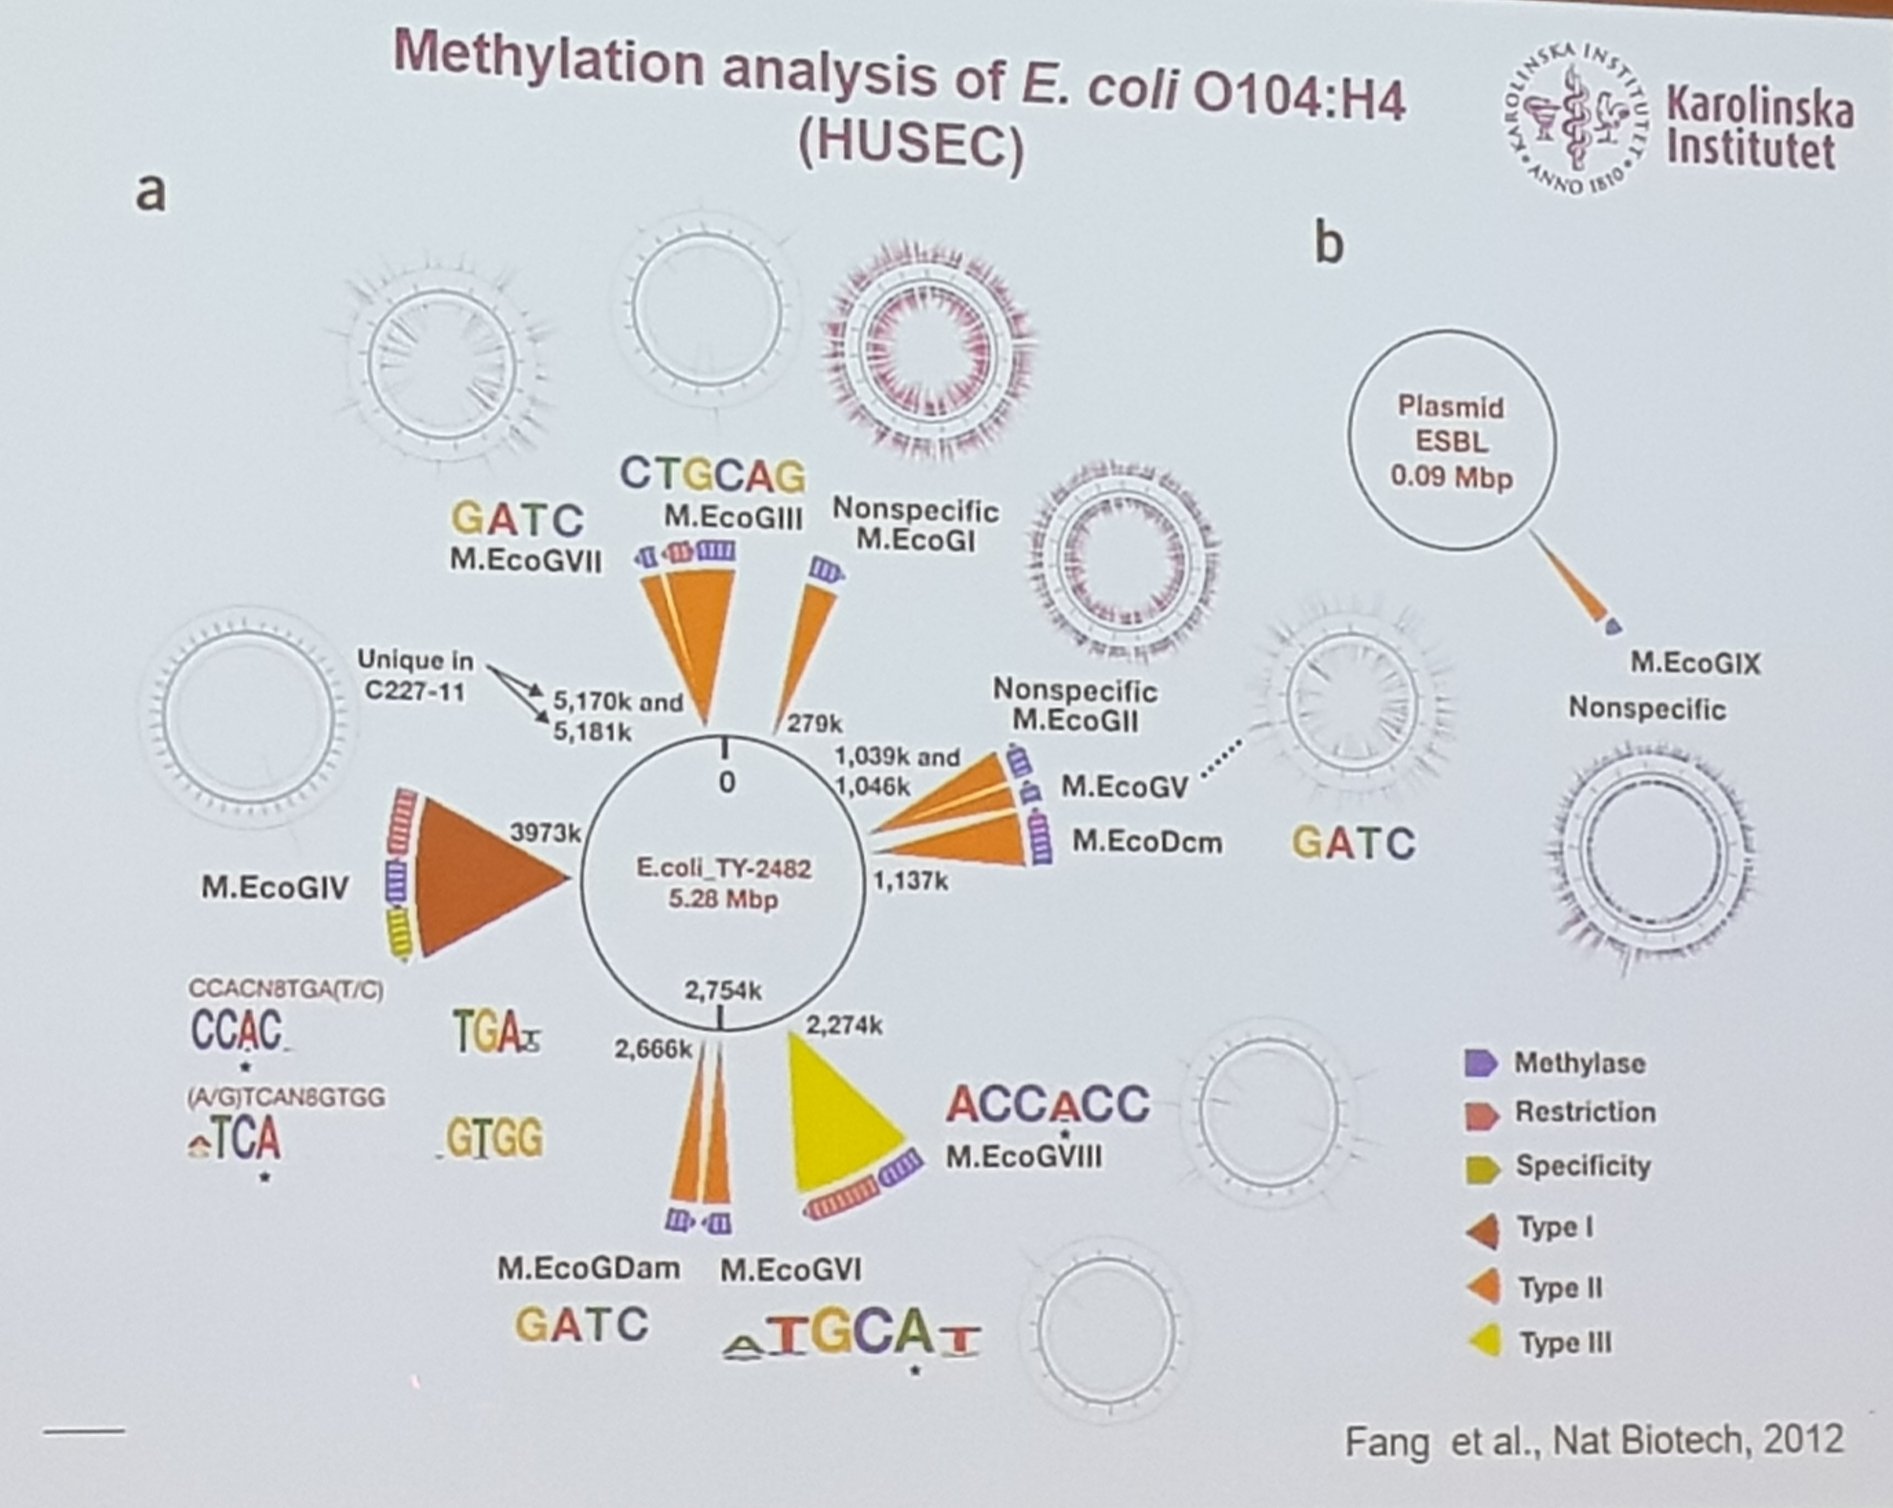 Methylation analysis of E. coli O104:H4
(HUSEC)
KAROLINSKA INSTITUTET
ANNO 1810
Karolinska
Institutet
a
b
CTGCAG
M.EcoGIII
GATC
M.EcoGVII
Nonspecific
M.EcoGI
Plasmid
ESBL
0.09 Mbp
M.EcoGIX
Nonspecific
Unique in
C227-11
5,170k and
5,181k
279k
Nonspecific
M.EcoGII
1,039k and
1,046k
M.EcoGV
M.EcoDcm
GATC
1,137k
0
E.coli_TY-2482
5.28 Mbp
3973k
M.EcoGIV
2,754k
2,666k
2,274k
CCACN8TGA(T/C)
CCAC TGA
*
(A/G)TCAN8GTGG
ATCA GTGG
*
ACCACC
*
M.EcoGVIII
M.EcoGDam
GATC
M.EcoGVI
ATGCAT
*
Methylase
Restriction
Specificity
Type I
Type II
Type III
Fang et al., Nat Biotech, 2012